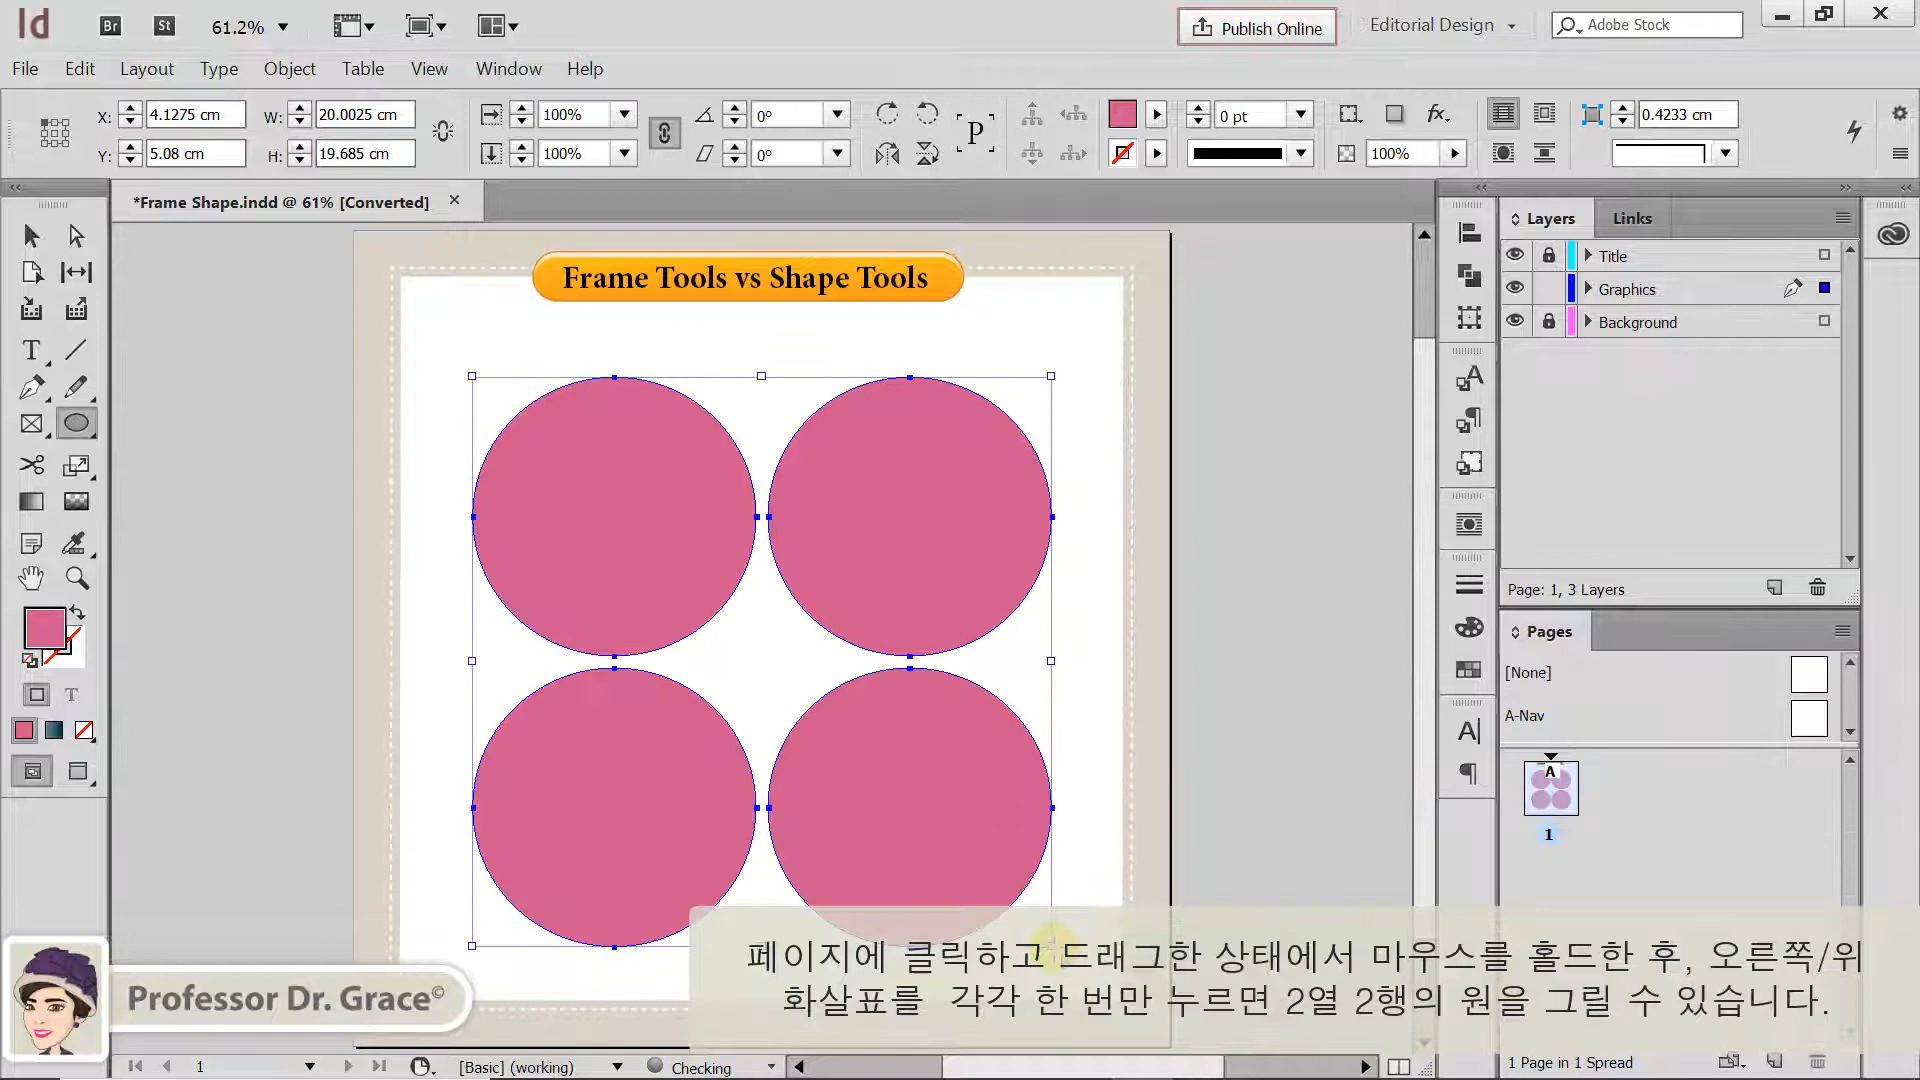 Id
Br
St
61.2%
Publish Online
Editorial Design
Adobe Stock
File Edit Layout Type Object Table View Window Help
X: 4.1275 cm W: 20.0025 cm 100% 0° P 0 pt fx. 0.4233 cm
Y: 5.08 cm H: 19.685 cm 100% 0° 100%
*Frame Shape.indd @ 61% [Converted]
Frame Tools vs Shape Tools
Layers Links
Title
Graphics
Background
Page: 1, 3 Layers
Pages
[None]
A-Nav
A
1
페이지에 클릭하고 드래그한 상태에서 마우스를 홀드한 후, 오른쪽/위
화살표를 각각 한 번만 누르면 2열 2행의 원을 그릴 수 있습니다.
Professor Dr. Grace©
1 [Basic] (working) Checking
1 Page in 1 Spread